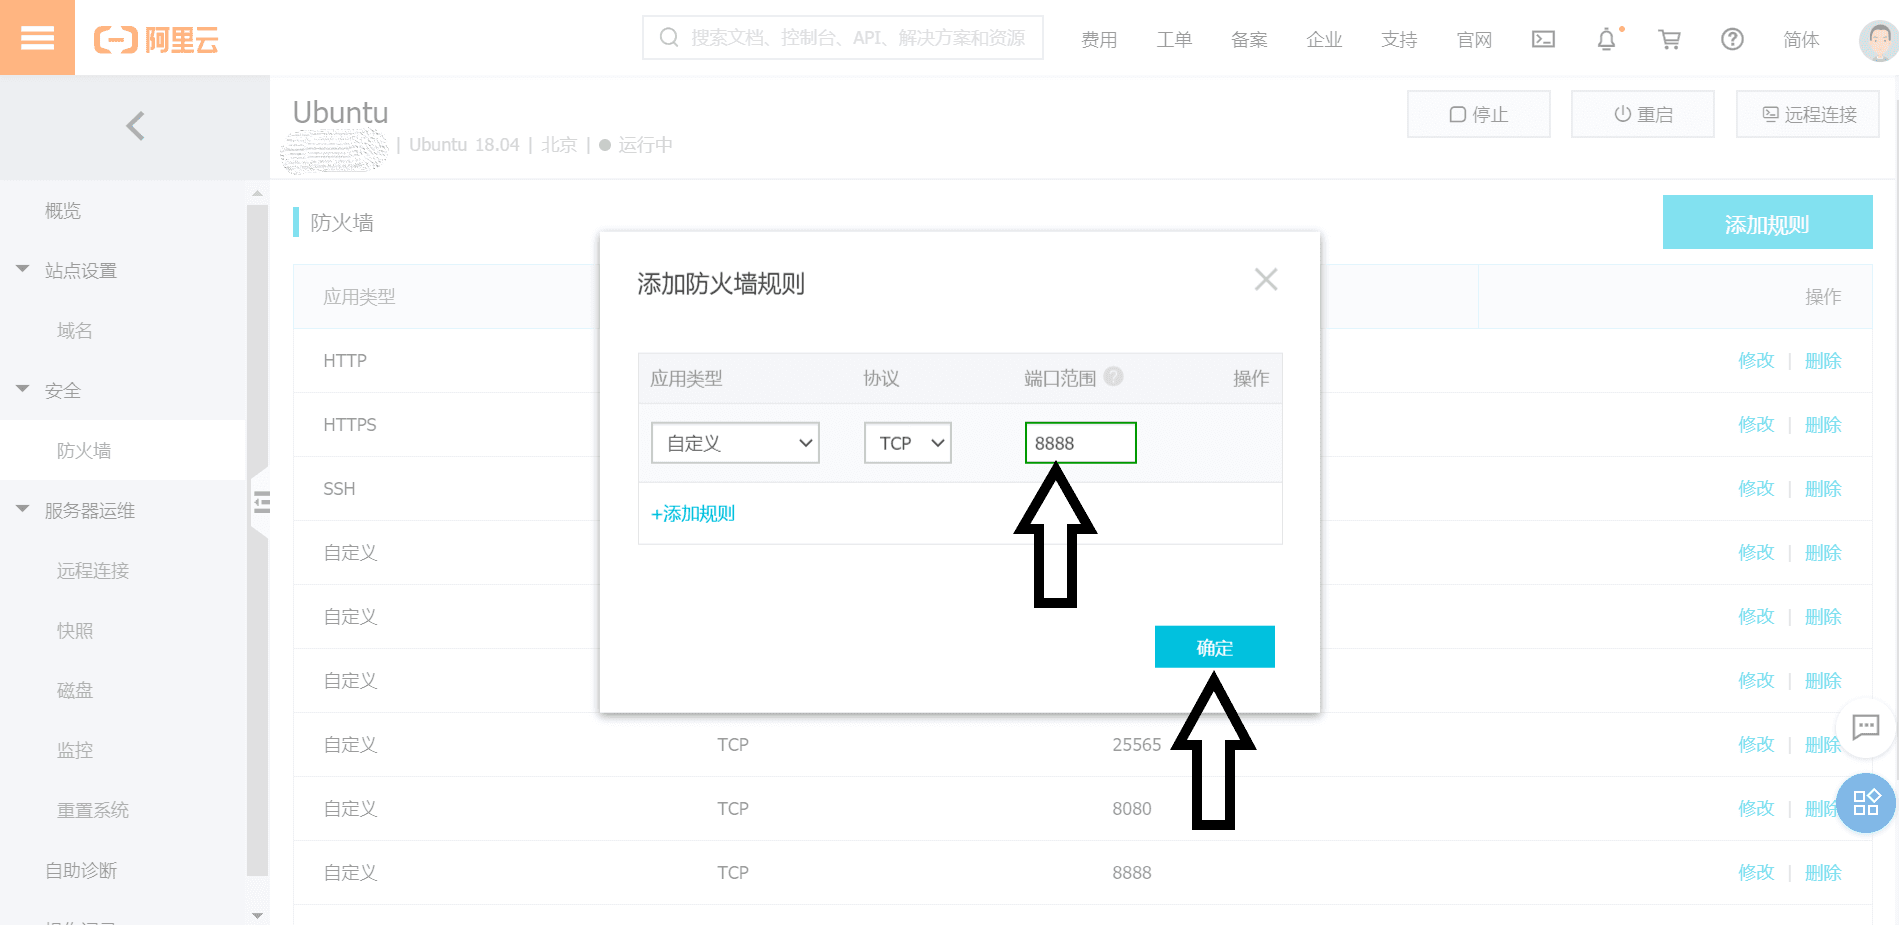 阿里云
搜索文档、控制台、API、解决方案和资源
费用 工单 备案 企业 支持 官网 简体
Ubuntu
| Ubuntu 18.04 | 北京 | 运行中
停止 重启 远程连接
概览
站点设置
域名
安全
防火墙
服务器运维
远程连接
快照
磁盘
监控
重置系统
自助诊断
防火墙
添加规则
应用类型 操作
HTTP 修改 | 删除
HTTPS 修改 | 删除
SSH 修改 | 删除
自定义 修改 | 删除
自定义 修改 | 删除
自定义 修改 | 删除
自定义 TCP 25565 修改 | 删除
自定义 TCP 8080 修改 | 删除
自定义 TCP 8888 修改 | 删除
添加防火墙规则
应用类型 协议 端口范围 ? 操作
自定义 TCP 8888
+添加规则
确定